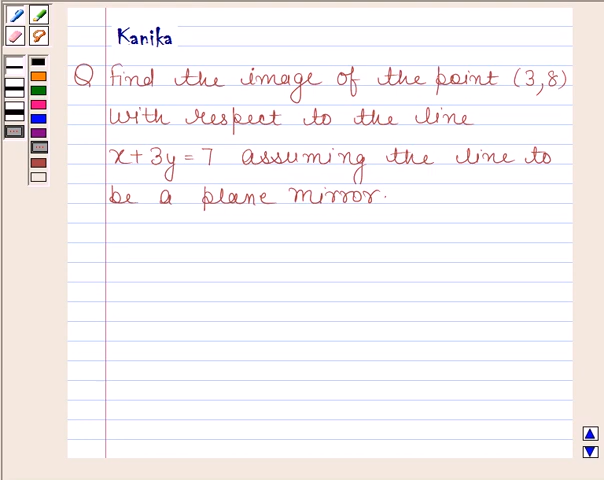 Kanika
Q find the image of the point (3,8)
with respect to the line
x + 3y = 7 assuming the line to
be a plane mirror.